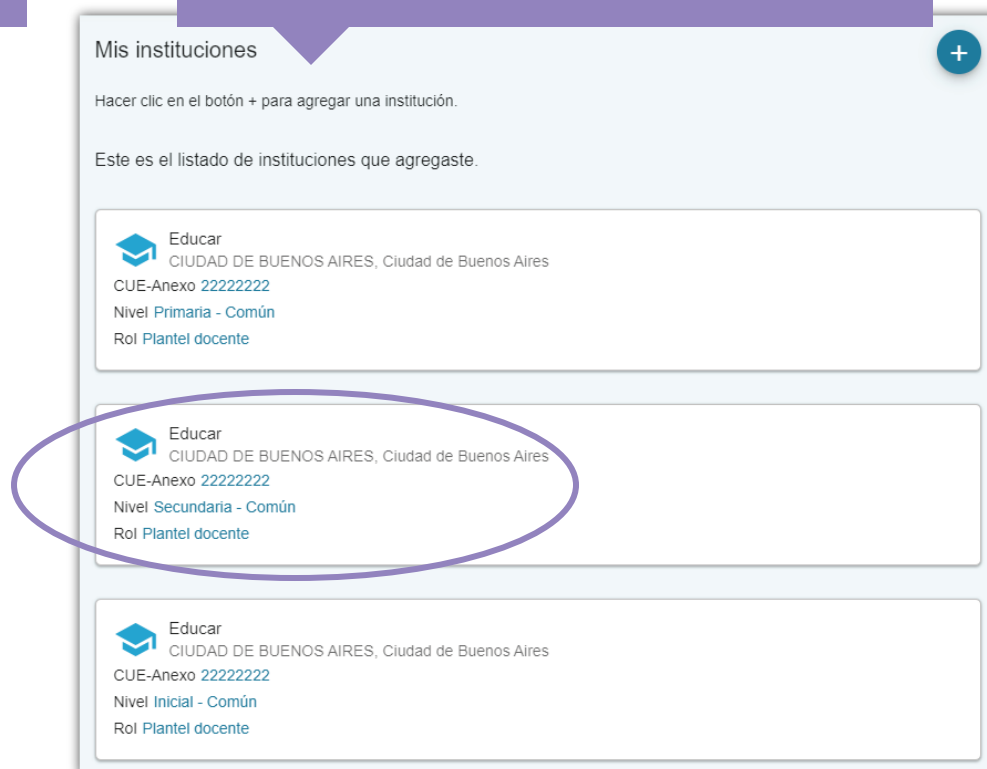 Mis instituciones
+
Hacer clic en el botón + para agregar una institución.
Este es el listado de instituciones que agregaste.
Educar
CIUDAD DE BUENOS AIRES, Ciudad de Buenos Aires
CUE-Anexo 22222222
Nivel Primaria - Común
Rol Plantel docente
Educar
CIUDAD DE BUENOS AIRES, Ciudad de Buenos Aires
CUE-Anexo 22222222
Nivel Secundaria - Común
Rol Plantel docente
Educar
CIUDAD DE BUENOS AIRES, Ciudad de Buenos Aires
CUE-Anexo 22222222
Nivel Inicial - Común
Rol Plantel docente